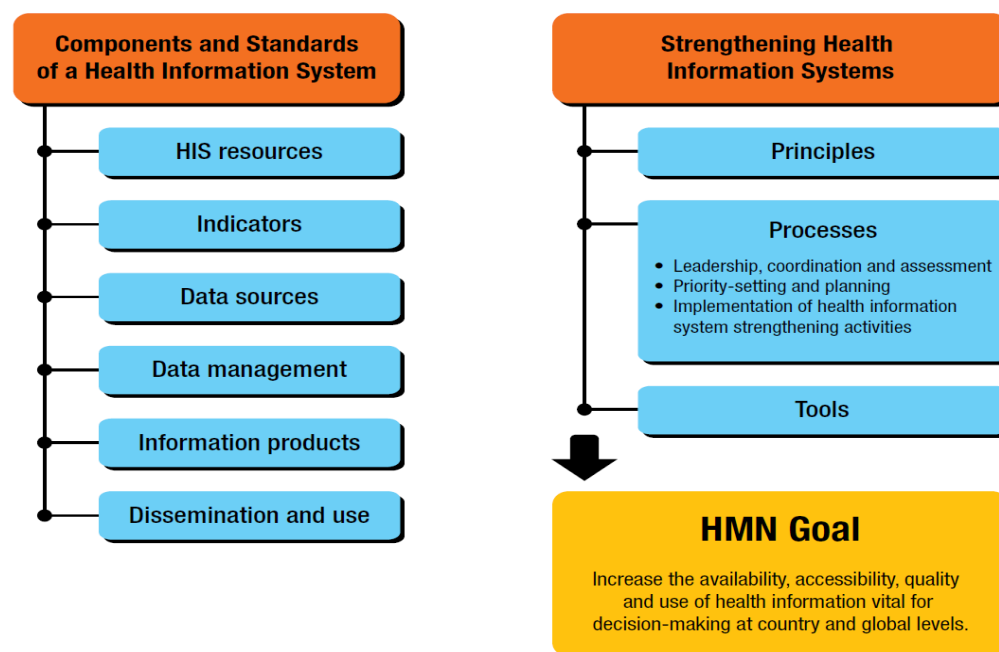 Components and Standards
of a Health Information System
HIS resources
Indicators
Data sources
Data management
Information products
Dissemination and use
Strengthening Health
Information Systems
Principles
Processes
• Leadership, coordination and assessment
• Priority-setting and planning
• Implementation of health information
system strengthening activities
Tools
HMN Goal
Increase the availability, accessibility, quality
and use of health information vital for
decision-making at country and global levels.